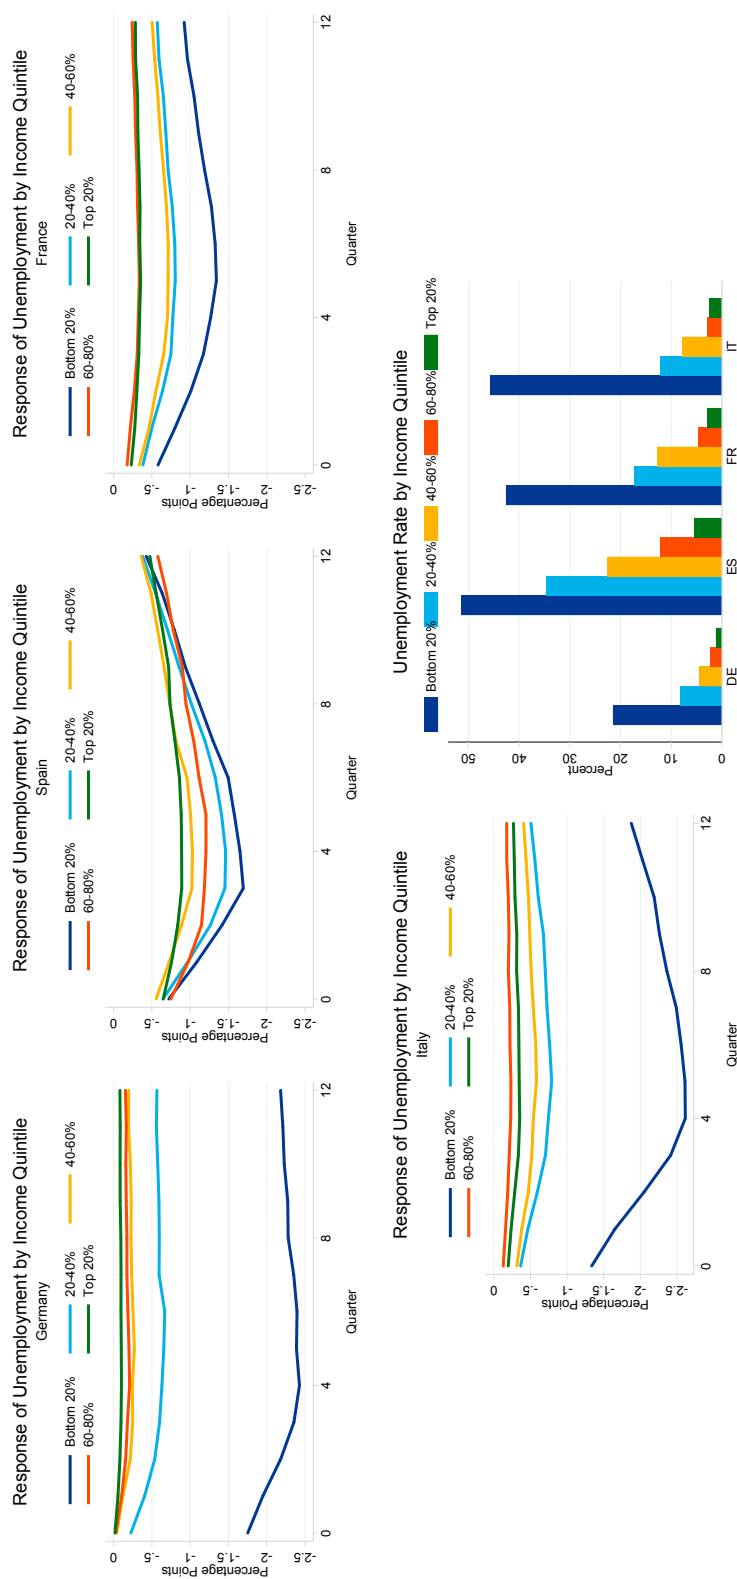 Response of Unemployment by Income Quintile
Germany
Bottom 20%
20-40%
40-60%
60-80%
Top 20%
Percentage Points
0
-.5
-1
-1.5
-2
-2.5
0
4
8
12
Quarter
Response of Unemployment by Income Quintile
Spain
Bottom 20%
20-40%
40-60%
60-80%
Top 20%
Percentage Points
0
-.5
-1
-1.5
-2
-2.5
0
4
8
12
Quarter
Response of Unemployment by Income Quintile
France
Bottom 20%
20-40%
40-60%
60-80%
Top 20%
Percentage Points
0
-.5
-1
-1.5
-2
-2.5
0
4
8
12
Quarter
Response of Unemployment by Income Quintile
Italy
Bottom 20%
20-40%
40-60%
60-80%
Top 20%
Percentage Points
0
-.5
-1
-1.5
-2
-2.5
0
4
8
12
Quarter
Unemployment Rate by Income Quintile
Bottom 20%
20-40%
40-60%
60-80%
Top 20%
Percent
50
40
30
20
10
0
DE
ES
FR
IT